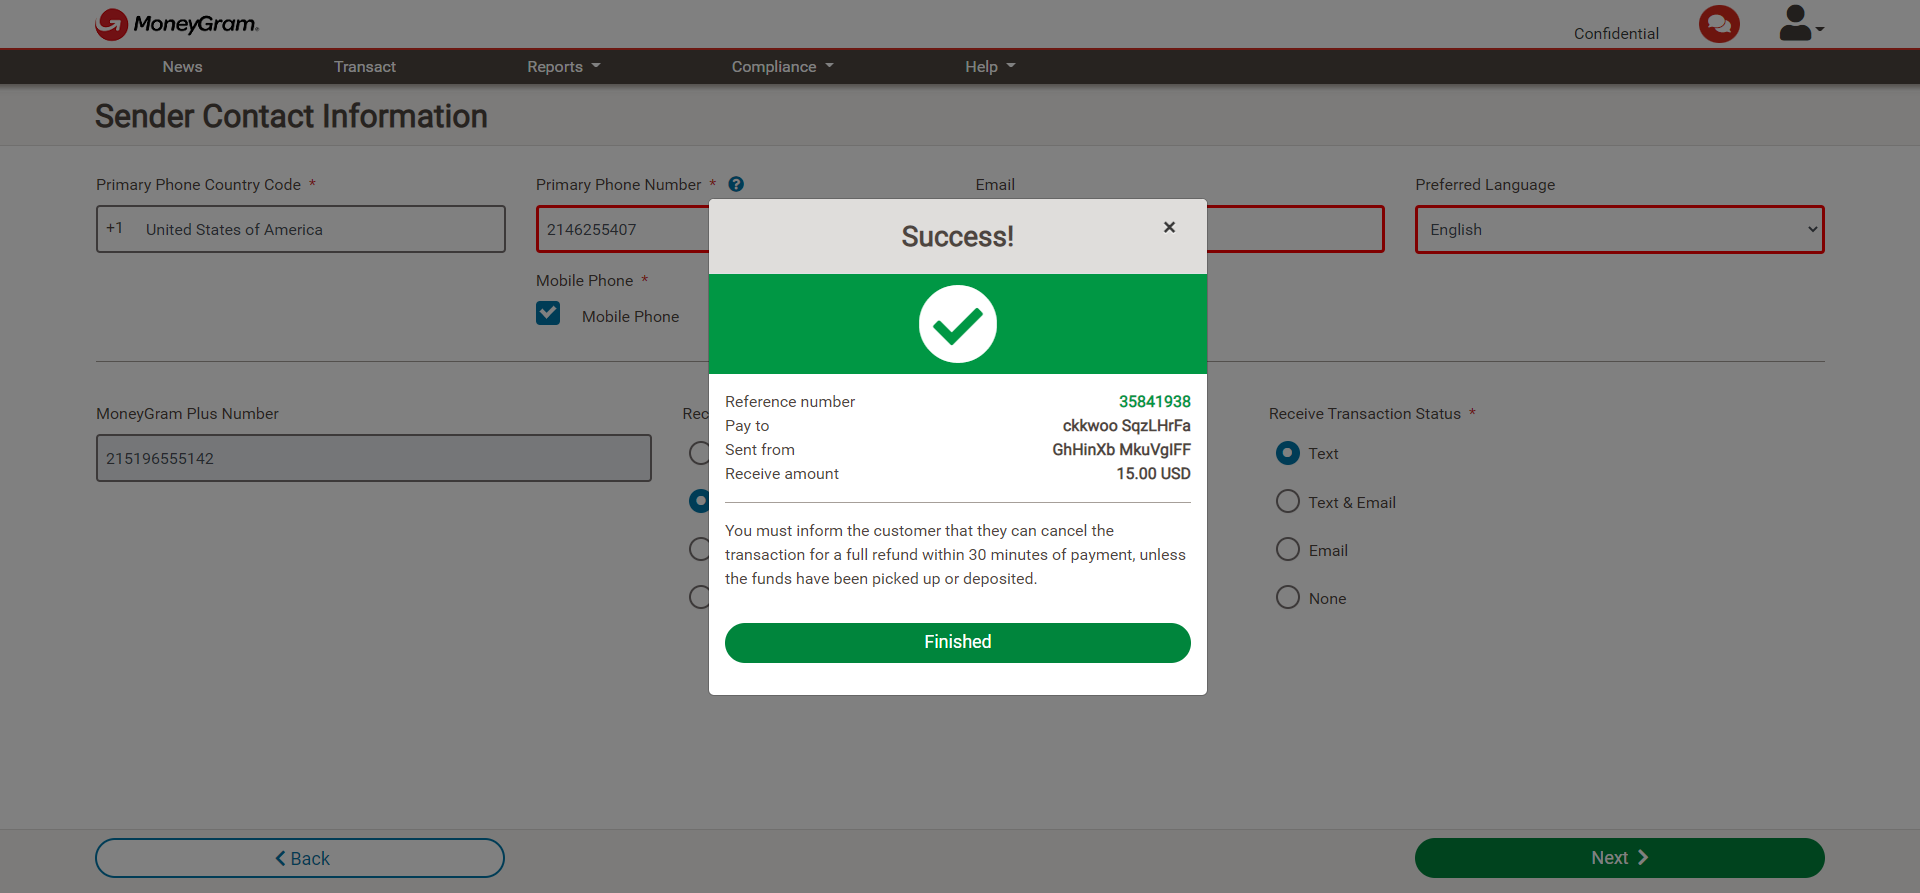 MoneyGram.
Confidential
News Transact Reports Compliance Help
Sender Contact Information
Primary Phone Country Code * Primary Phone Number * Email Preferred Language
+1 United States of America 2146255407 English
Mobile Phone *
Mobile Phone
MoneyGram Plus Number Rec Receive Transaction Status *
215196555142
Text
Text & Email
Email
None
Success!
×
Reference number 35841938
Pay to ckkwoo SqzLHrFa
Sent from GhHinXb MkuVgIFF
Receive amount 15.00 USD
You must inform the customer that they can cancel the
transaction for a full refund within 30 minutes of payment, unless
the funds have been picked up or deposited.
Finished
Back Next